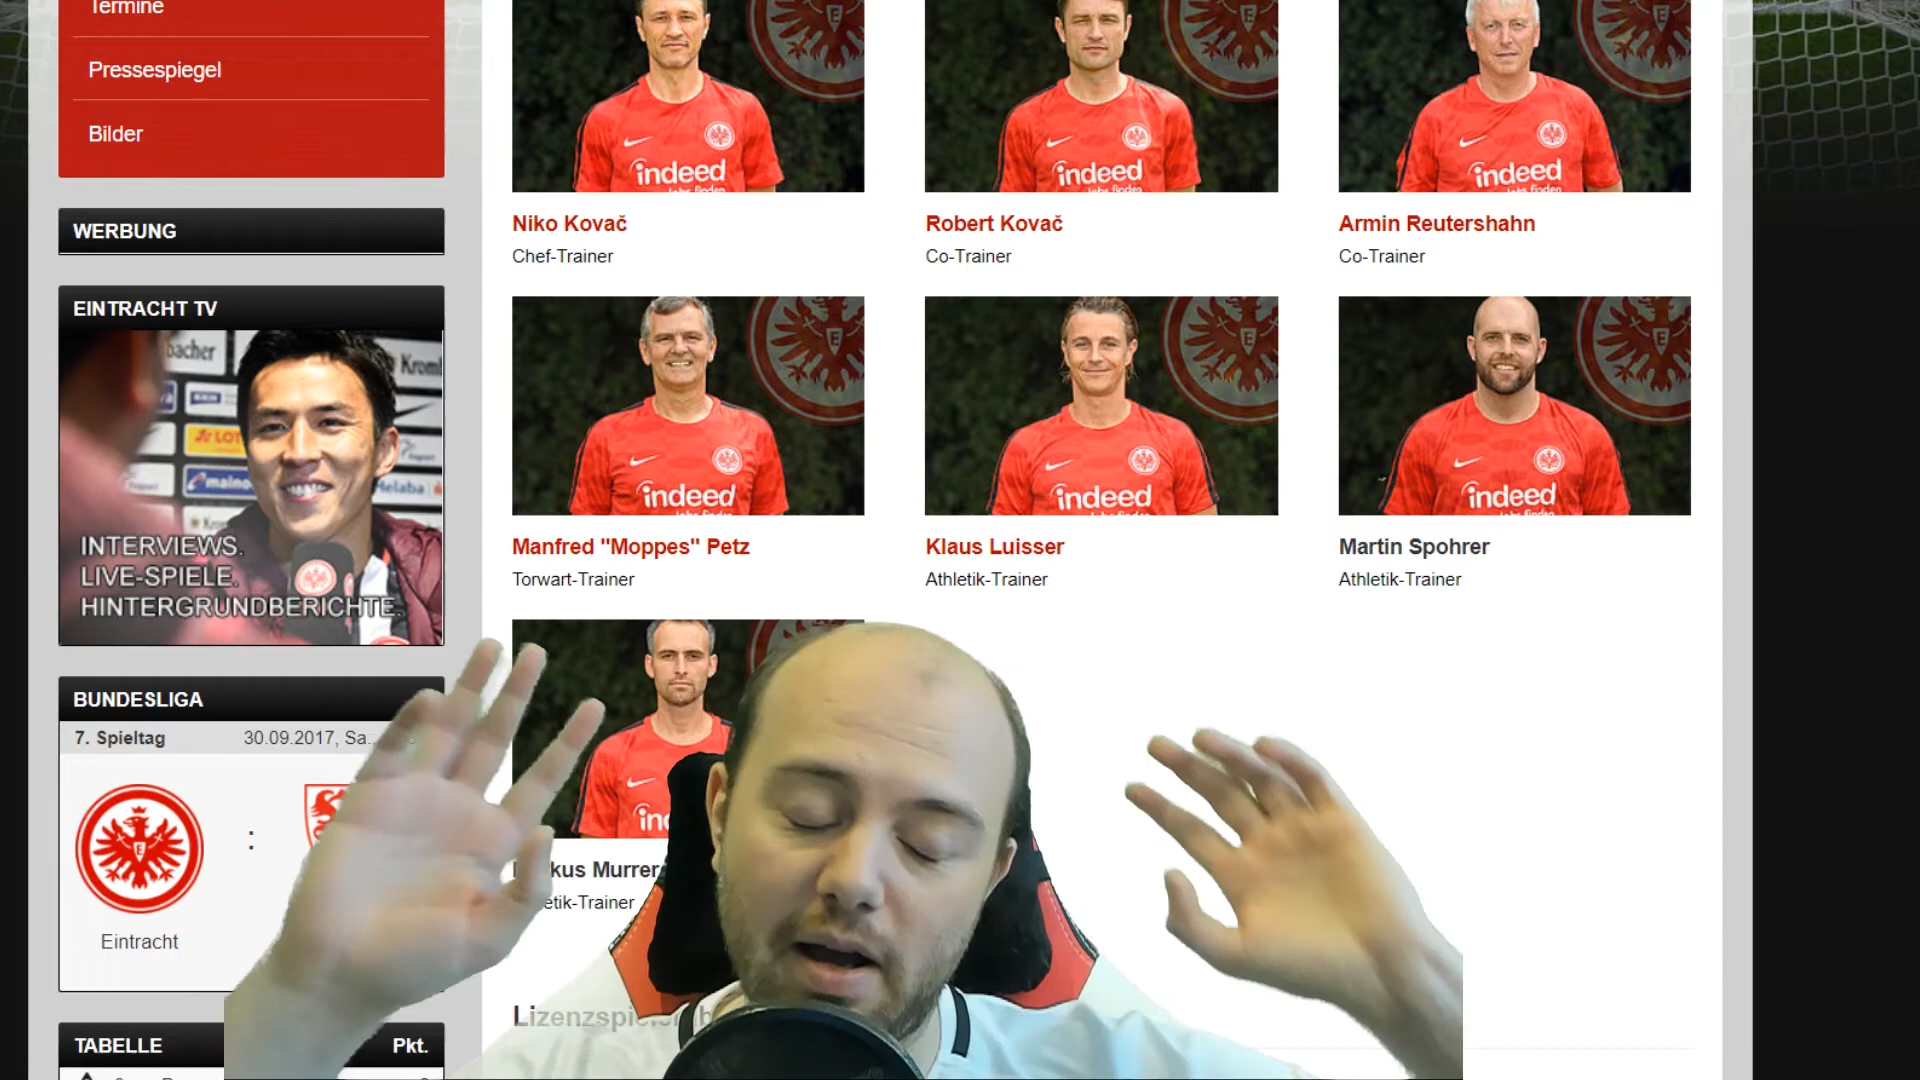 Termine
Pressespiegel
Bilder
WERBUNG
EINTRACHT TV
INTERVIEWS.
LIVE-SPIELE.
HINTERGRUNDBERICHTE.
BUNDESLIGA
7. Spieltag 30.09.2017, Sa..
:
Eintracht
TABELLE Pkt.
indeed
indeed
indeed
Niko Kovač
Chef-Trainer
Robert Kovač
Co-Trainer
Armin Reutershahn
Co-Trainer
indeed
indeed
indeed
Manfred "Moppes" Petz
Torwart-Trainer
Klaus Luisser
Athletik-Trainer
Martin Spohrer
Athletik-Trainer
kus Murrer
etik-Trainer